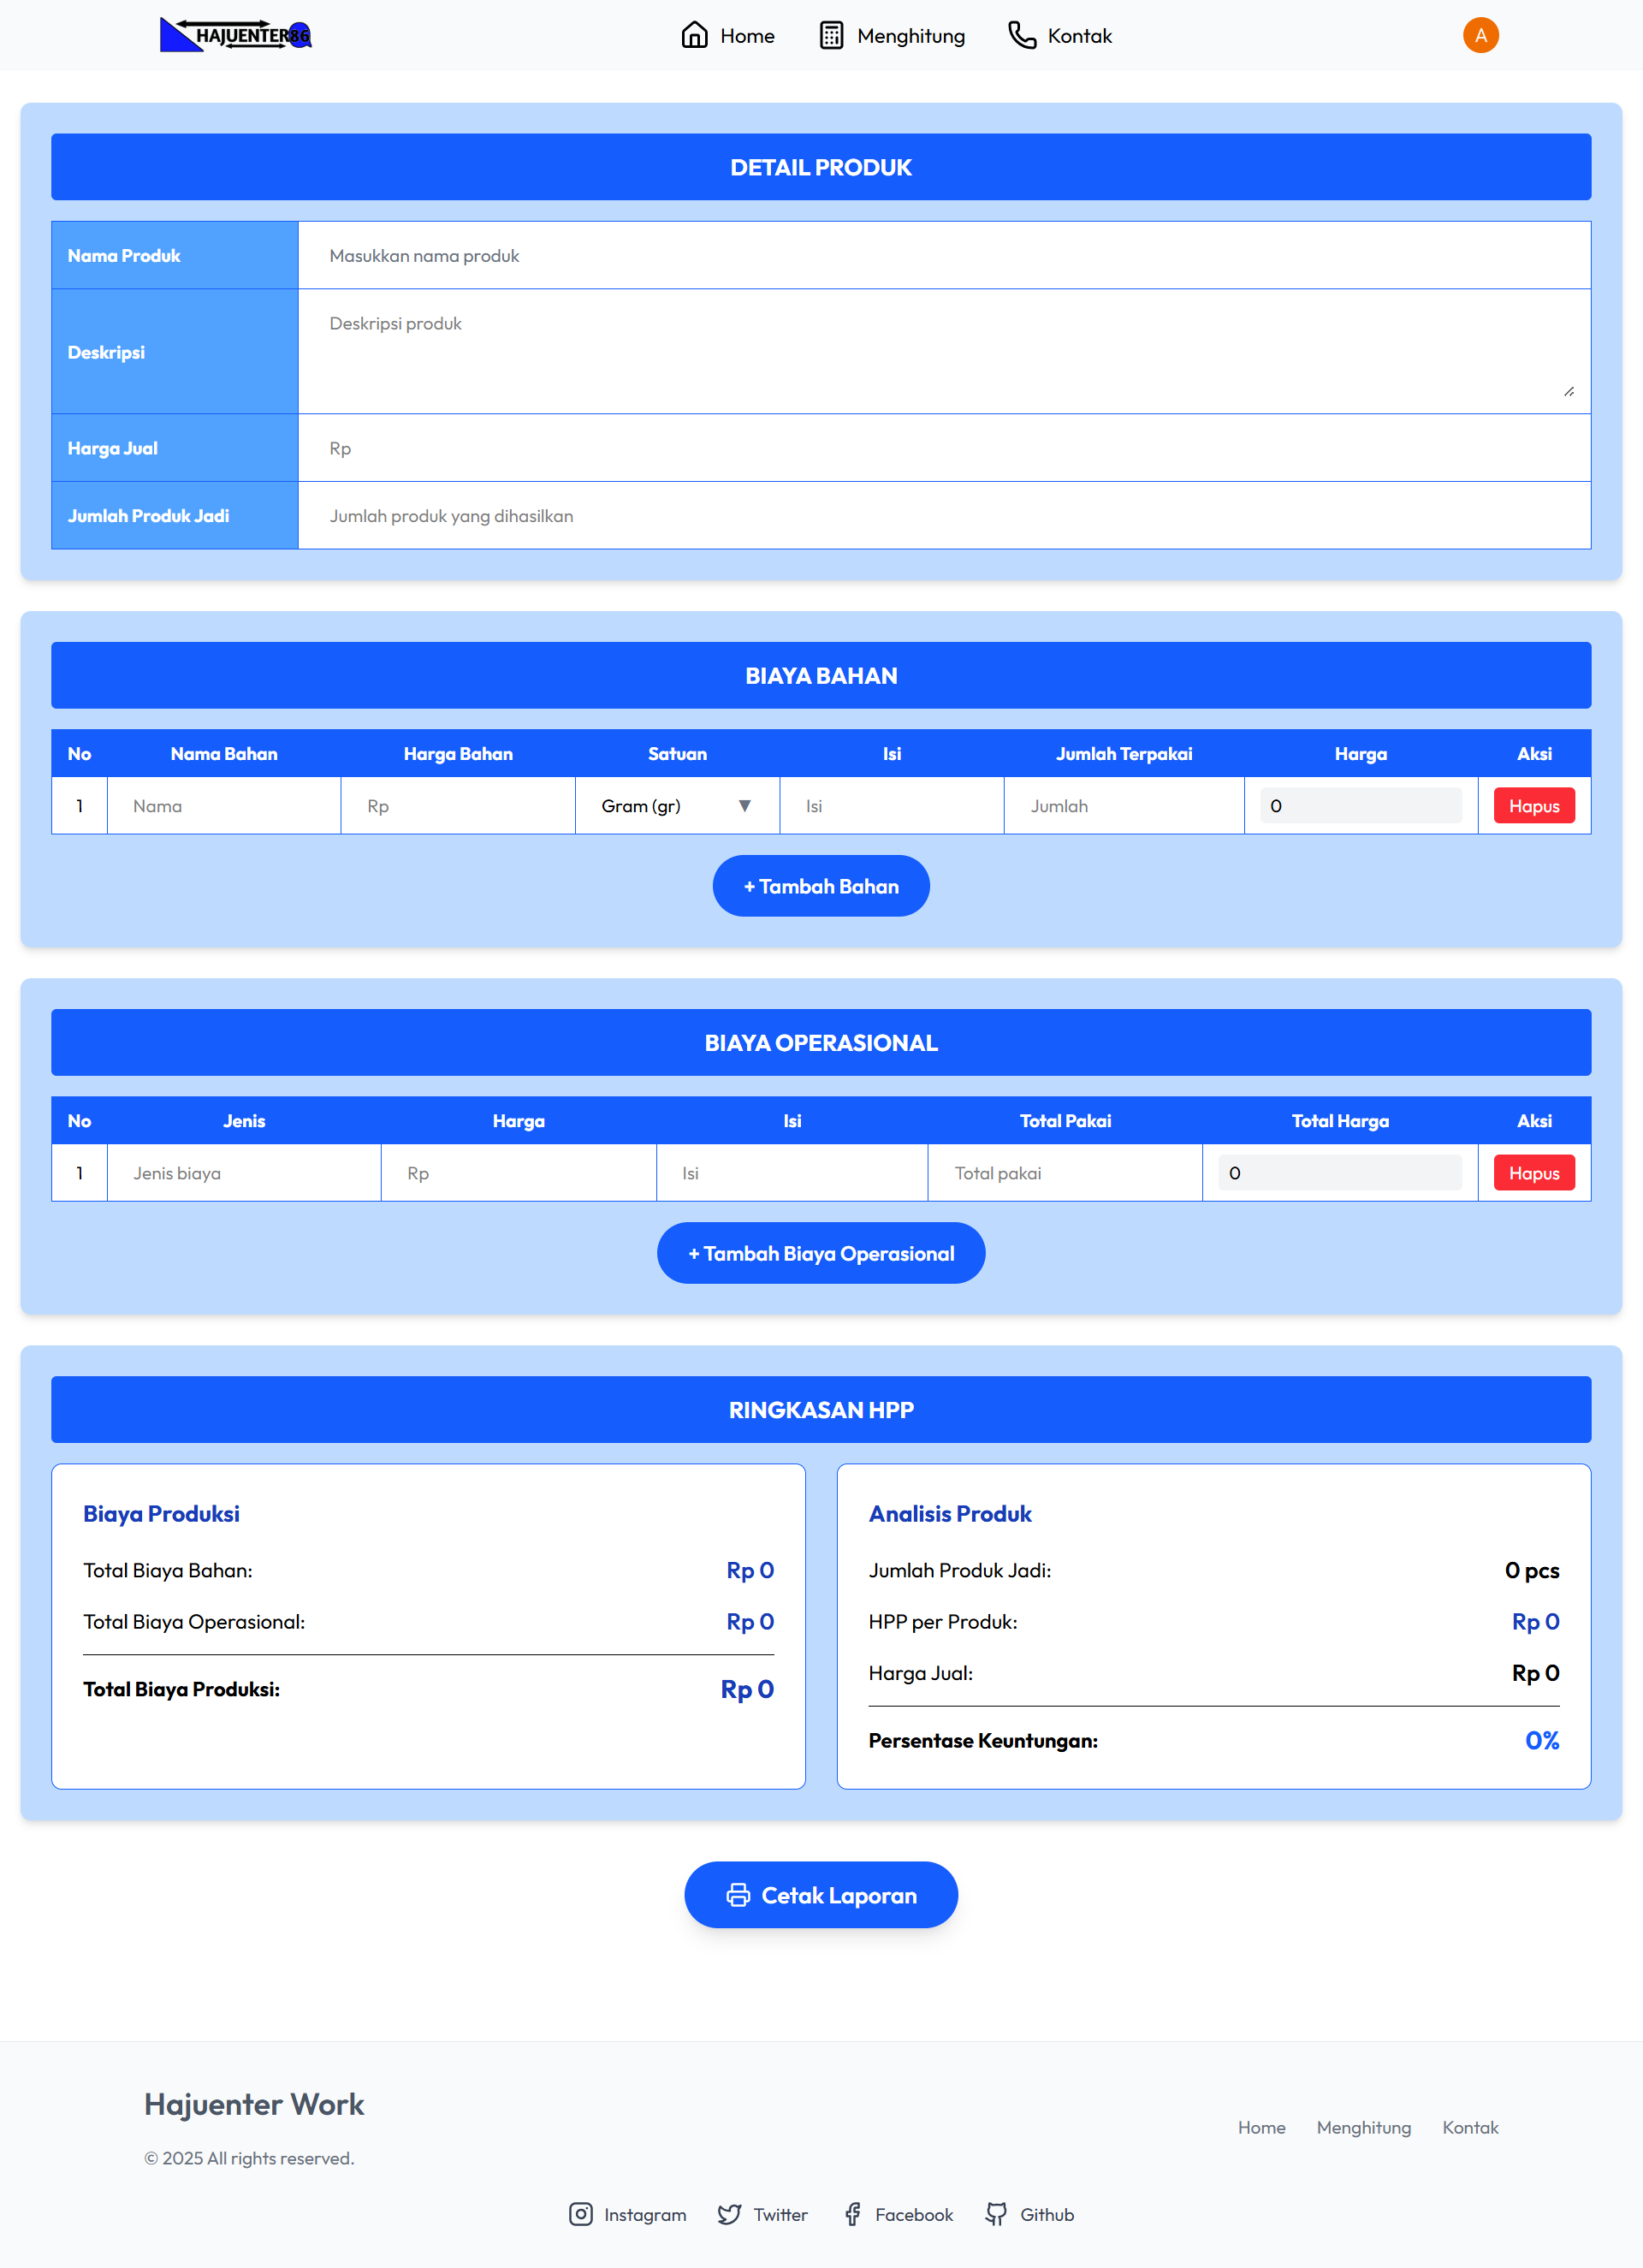 HAJUENTER86
Home
Menghitung
Kontak
A
DETAIL PRODUK
Nama Produk
Masukkan nama produk
Deskripsi
Deskripsi produk
Harga Jual
Rp
Jumlah Produk Jadi
Jumlah produk yang dihasilkan
BIAYA BAHAN
No Nama Bahan Harga Bahan Satuan Isi Jumlah Terpakai Harga Aksi
1 Nama Rp Gram (gr) ▼ Isi Jumlah 0 Hapus
+ Tambah Bahan
BIAYA OPERASIONAL
No Jenis Harga Isi Total Pakai Total Harga Aksi
1 Jenis biaya Rp Isi Total pakai 0 Hapus
+ Tambah Biaya Operasional
RINGKASAN HPP
Biaya Produksi
Total Biaya Bahan: Rp 0
Total Biaya Operasional: Rp 0
Total Biaya Produksi: Rp 0
Analisis Produk
Jumlah Produk Jadi: 0 pcs
HPP per Produk: Rp 0
Harga Jual: Rp 0
Persentase Keuntungan: 0%
Cetak Laporan
Hajuenter Work
© 2025 All rights reserved.
Home Menghitung Kontak
Instagram Twitter Facebook Github